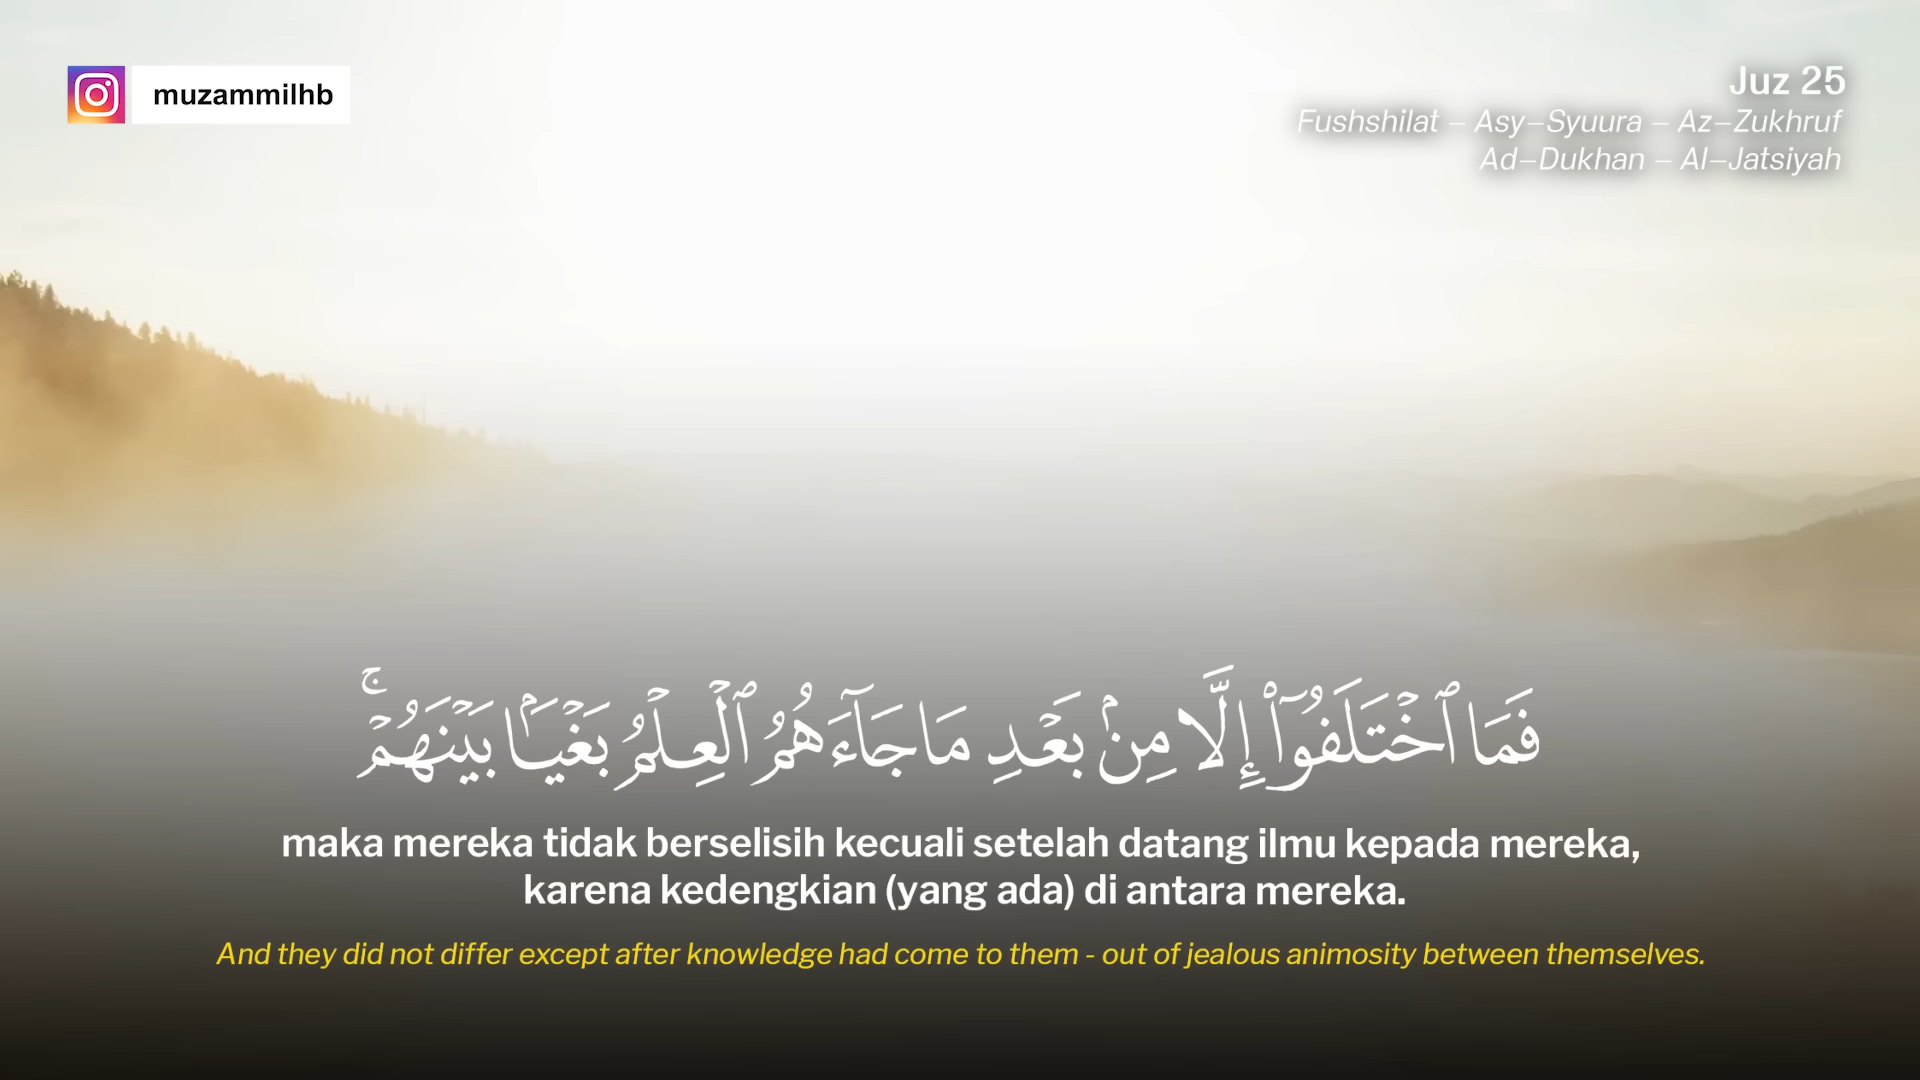 muzammilhb
Juz 25
Fushshilat – Asy–Syuura – Az–Zukhruf
Ad–Dukhan – Al–Jatsiyah
فَمَا ٱخْتَلَفُوٓا۟ إِلَّا مِنۢ بَعْدِ مَا جَآءَهُمُ ٱلْعِلْمُ بَغْيًۢا بَيْنَهُمْ ۚ
maka mereka tidak berselisih kecuali setelah datang ilmu kepada mereka,
karena kedengkian (yang ada) di antara mereka.
And they did not differ except after knowledge had come to them - out of jealous animosity between themselves.